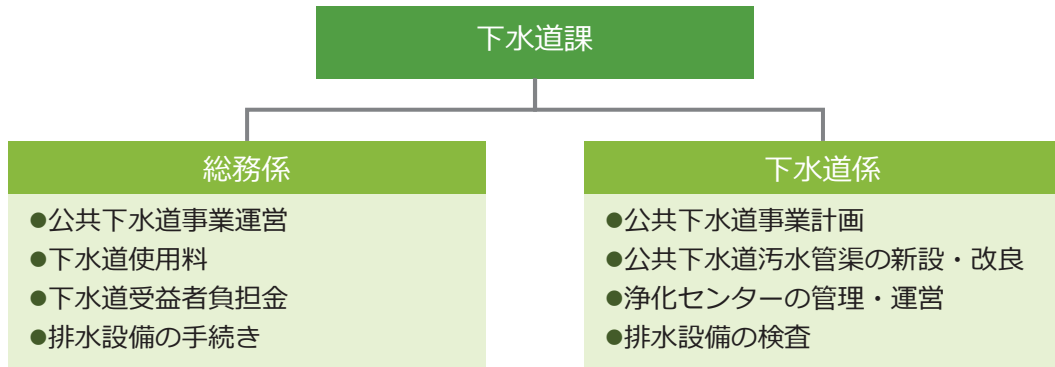 下水道課
総務係
●公共下水道事業運営
●下水道使用料
●下水道受益者負担金
●排水設備の手続き
下水道係
●公共下水道事業計画
●公共下水道汚水管渠の新設・改良
●浄化センターの管理・運営
●排水設備の検査